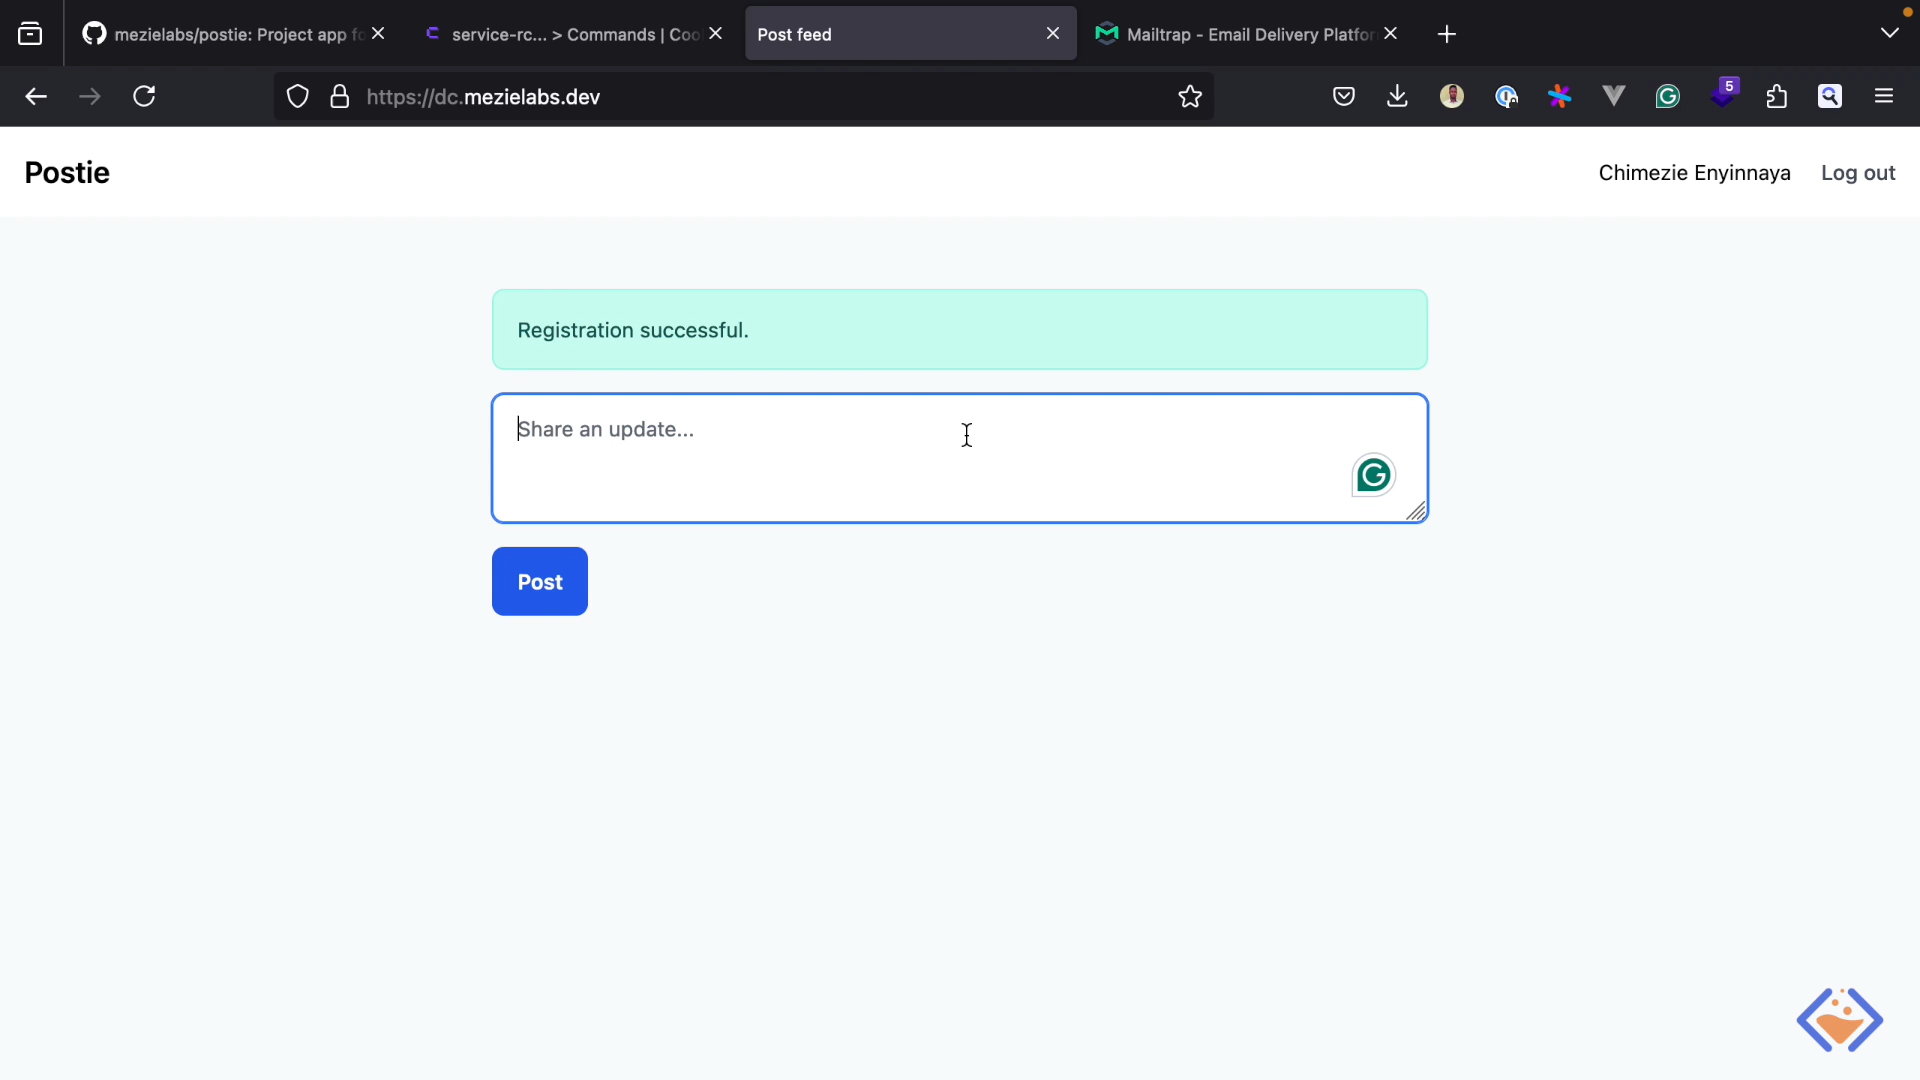 mezielabs/postie: Project app fo
service-rc... > Commands | Coo
Post feed
Mailtrap - Email Delivery Platfor
https://dc.mezielabs.dev
5
Postie
Chimezie Enyinnaya
Log out
Registration successful.
Share an update...
Post